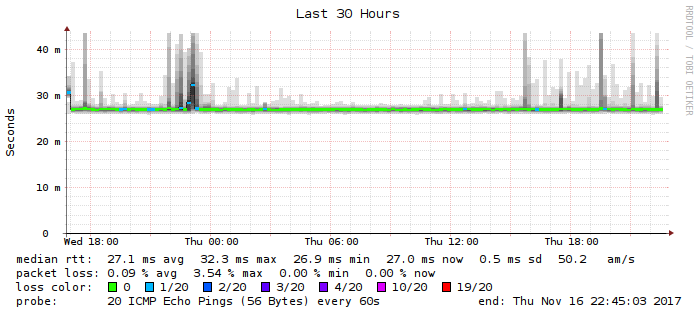 Last 30 Hours
RRDTOOL / TOBI OETIKER
Seconds
40 m
30 m
20 m
10 m
0
Wed 18:00 Thu 00:00 Thu 06:00 Thu 12:00 Thu 18:00
median rtt: 27.1 ms avg 32.3 ms max 26.9 ms min 27.0 ms now 0.5 ms sd 50.2 am/s
packet loss: 0.09 % avg 3.54 % max 0.00 % min 0.00 % now
loss color: 0 1/20 2/20 3/20 4/20 10/20 19/20
probe: 20 ICMP Echo Pings (56 Bytes) every 60s end: Thu Nov 16 22:45:03 2017